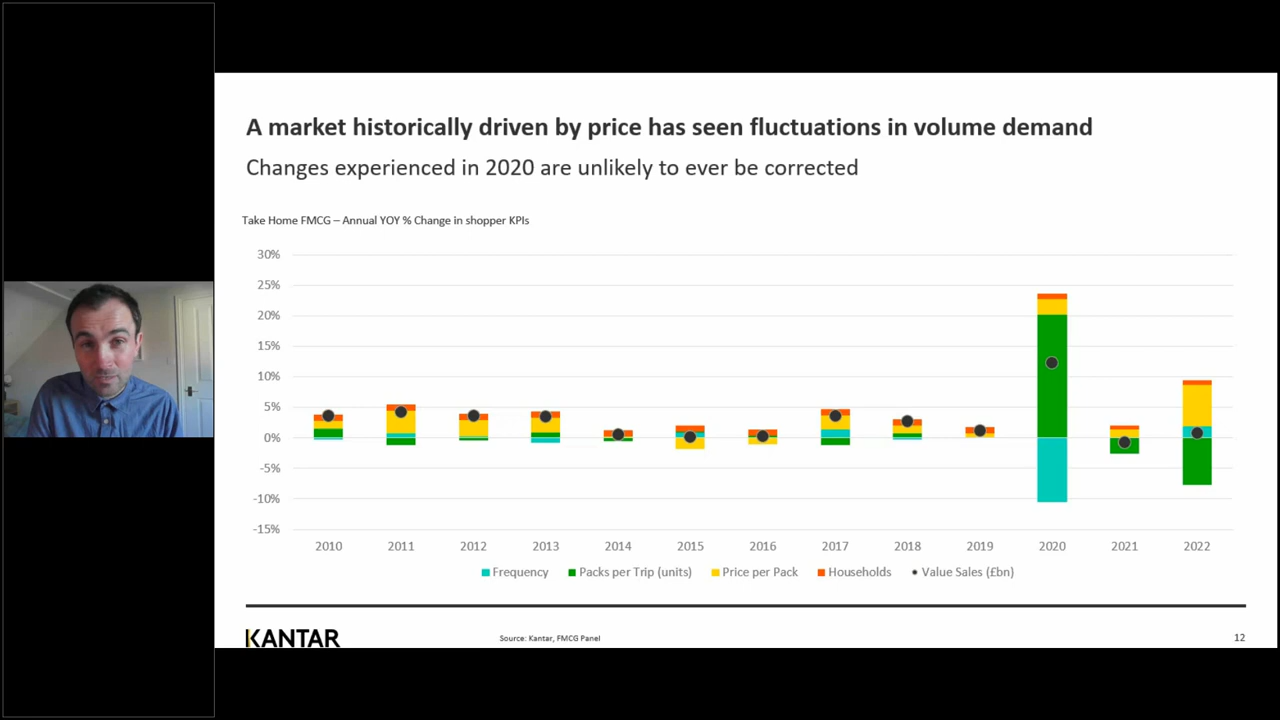 A market historically driven by price has seen fluctuations in volume demand
Changes experienced in 2020 are unlikely to ever be corrected
Take Home FMCG – Annual YOY % Change in shopper KPIs
30%
25%
20%
15%
10%
5%
0%
-5%
-10%
-15%
2010 2011 2012 2013 2014 2015 2016 2017 2018 2019 2020 2021 2022
Frequency Packs per Trip (units) Price per Pack Households Value Sales (£bn)
KANTAR Source: Kantar, FMCG Panel 12